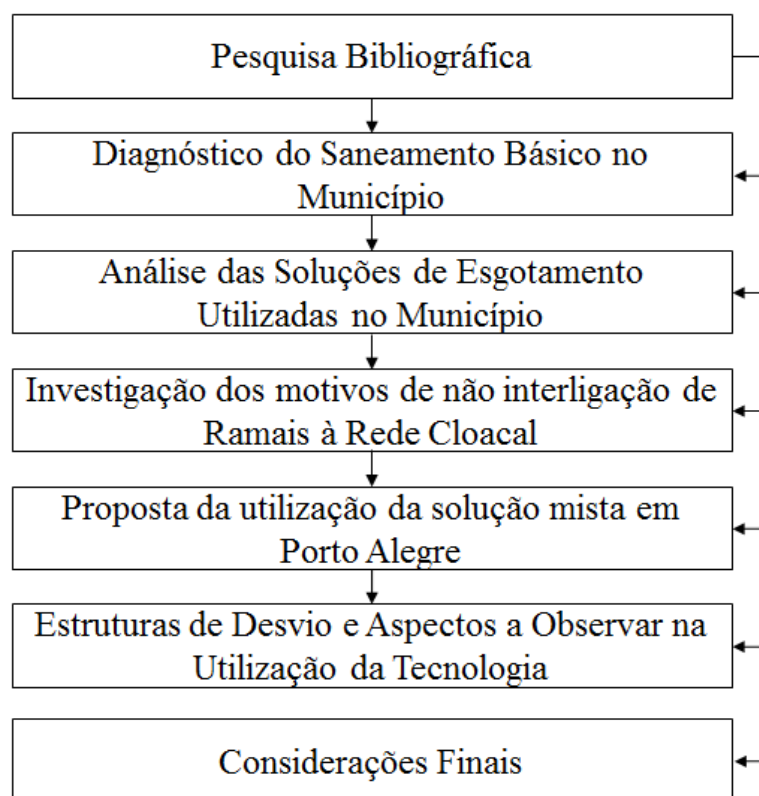 Pesquisa Bibliográfica
Diagnóstico do Saneamento Básico no
Município
Análise das Soluções de Esgotamento
Utilizadas no Município
Investigação dos motivos de não interligação de
Ramais à Rede Cloacal
Proposta da utilização da solução mista em
Porto Alegre
Estruturas de Desvio e Aspectos a Observar na
Utilização da Tecnologia
Considerações Finais